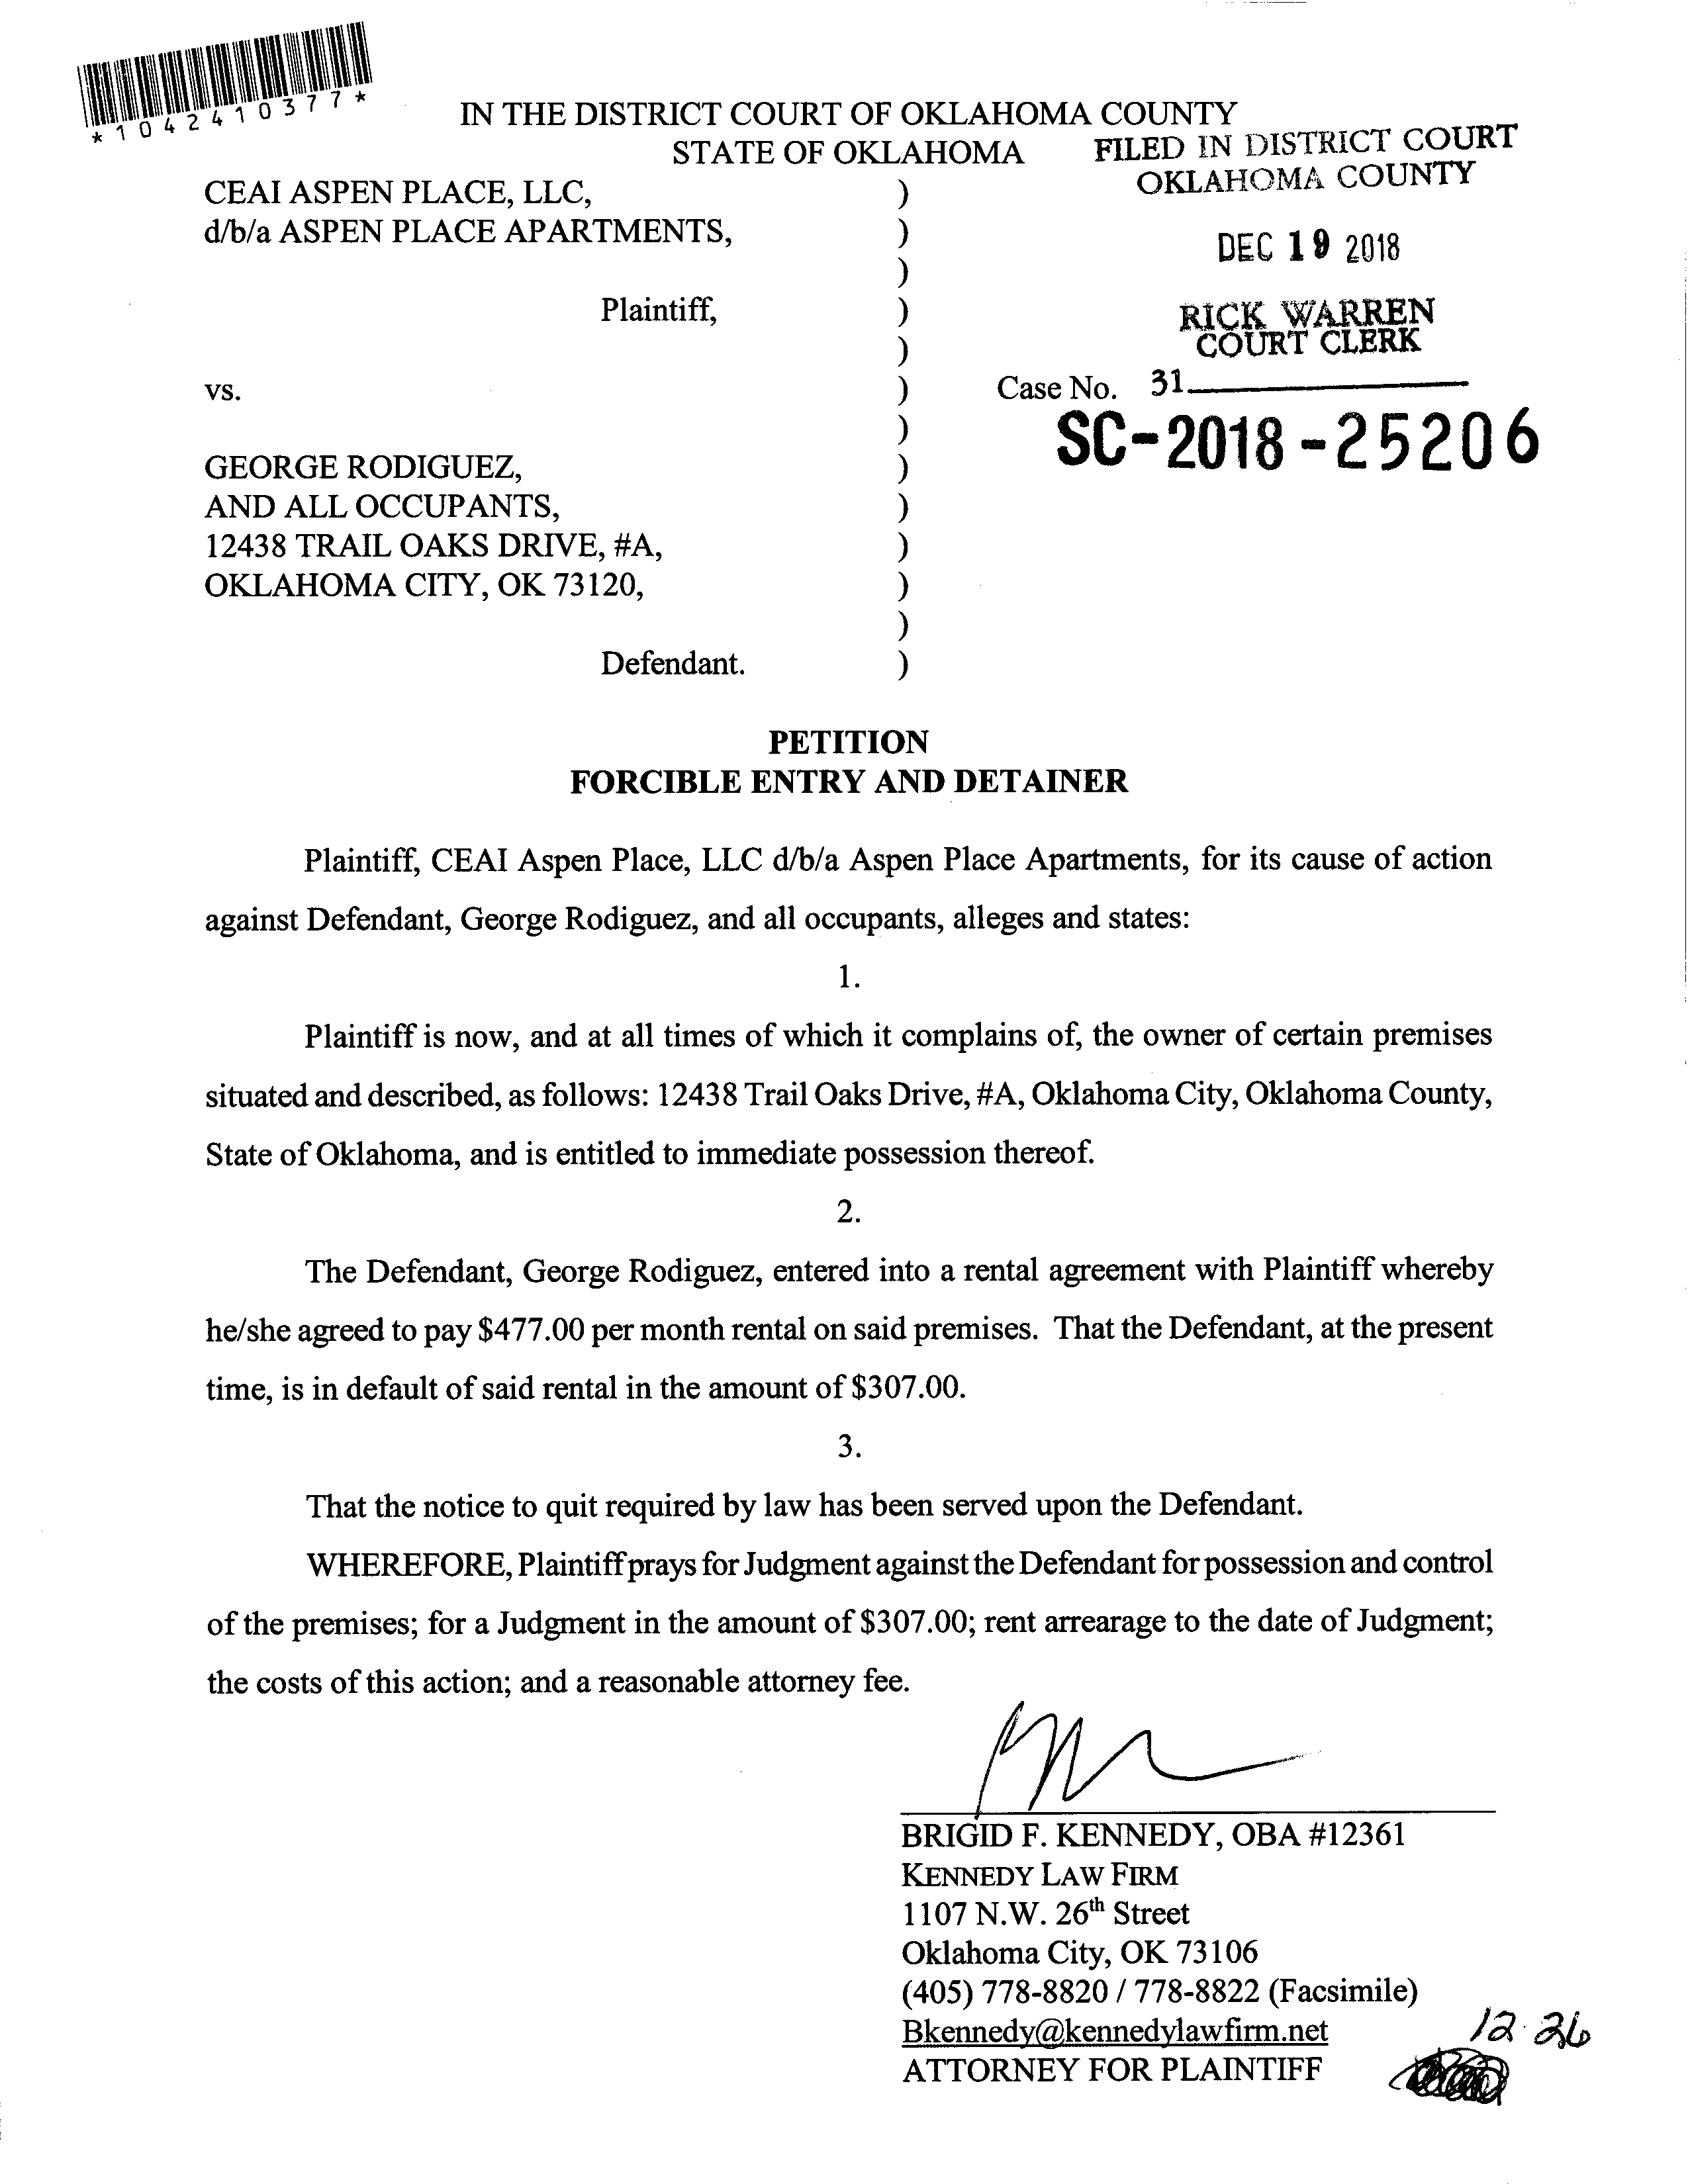 *1042410377*
IN THE DISTRICT COURT OF OKLAHOMA COUNTY
STATE OF OKLAHOMA
FILED IN DISTRICT COURT
OKLAHOMA COUNTY
CEAI ASPEN PLACE, LLC, )
d/b/a ASPEN PLACE APARTMENTS, )
DEC 19 2018
)
Plaintiff, )
RICK WARREN
COURT CLERK
)
vs. )
Case No. 31
)
SC-2018-25206
GEORGE RODIGUEZ, )
AND ALL OCCUPANTS, )
12438 TRAIL OAKS DRIVE, #A, )
OKLAHOMA CITY, OK 73120, )
)
Defendant. )
PETITION
FORCIBLE ENTRY AND DETAINER
Plaintiff, CEAI Aspen Place, LLC d/b/a Aspen Place Apartments, for its cause of action
against Defendant, George Rodiguez, and all occupants, alleges and states:
1.
Plaintiff is now, and at all times of which it complains of, the owner of certain premises
situated and described, as follows: 12438 Trail Oaks Drive, #A, Oklahoma City, Oklahoma County,
State of Oklahoma, and is entitled to immediate possession thereof.
2.
The Defendant, George Rodiguez, entered into a rental agreement with Plaintiff whereby
he/she agreed to pay $477.00 per month rental on said premises. That the Defendant, at the present
time, is in default of said rental in the amount of $307.00.
3.
That the notice to quit required by law has been served upon the Defendant.
WHEREFORE, Plaintiff prays for Judgment against the Defendant for possession and control
of the premises; for a Judgment in the amount of $307.00; rent arrearage to the date of Judgment;
the costs of this action; and a reasonable attorney fee.
BRIGID F. KENNEDY, OBA #12361
KENNEDY LAW FIRM
1107 N.W. 26th Street
Oklahoma City, OK 73106
(405) 778-8820 / 778-8822 (Facsimile)
Bkennedy@kennedylawfirm.net
12-26
ATTORNEY FOR PLAINTIFF